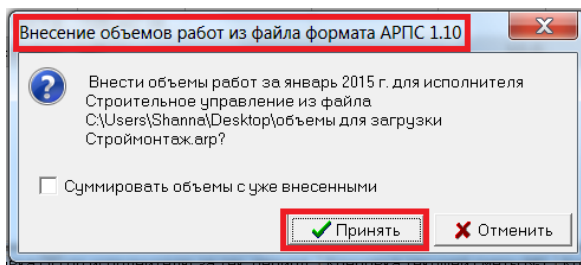 Внесение объемов работ из файла формата АРПС 1.10
Внести объемы работ за январь 2015 г. для исполнителя
Строительное управление из файла
C:\Users\Shanna\Desktop\объемы для загрузки
Строймонтаж.arp?
Суммировать объемы с уже внесенными
Принять
Отменить